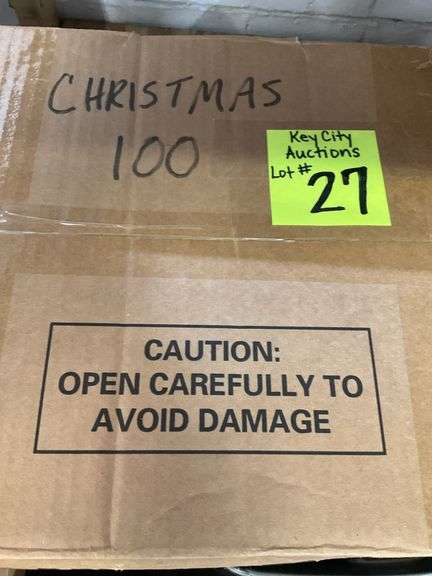 CHRISTMAS
100
Key City
Auctions
Lot #
27
CAUTION:
OPEN CAREFULLY TO
AVOID DAMAGE